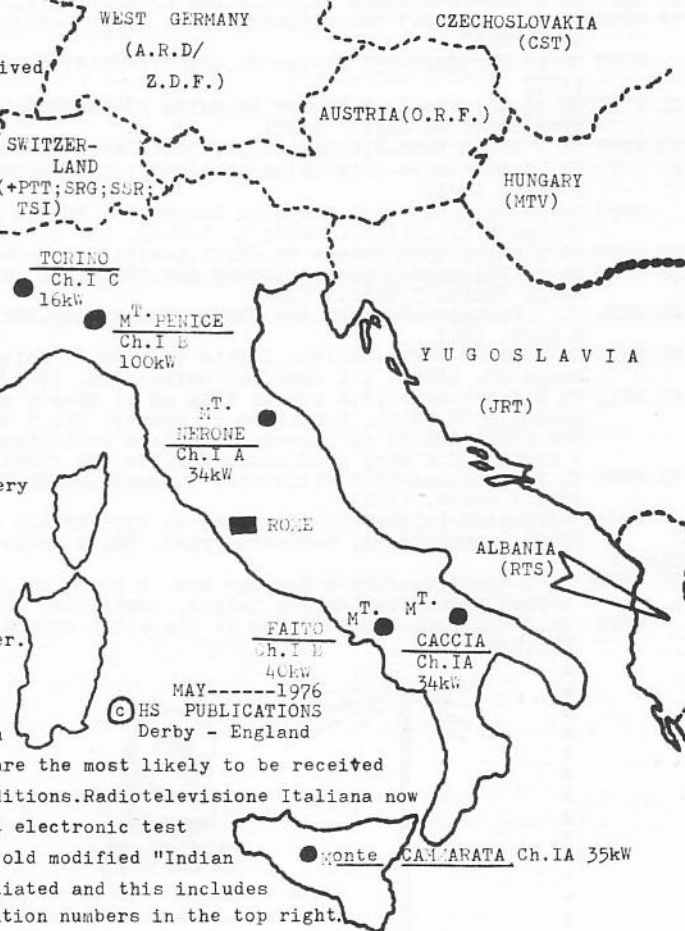 WEST GERMANY
(A.R.D/
Z.D.F.)
CZECHOSLOVAKIA
(CST)
ived,
AUSTRIA(O.R.F.)
SWITZER-
LAND
(+PTT;SRG;SSR;
TSI)
HUNGARY
(MTV)
TORINO
Ch.I C
16kW
MT. PENICE
Ch.I B
100kW
YUGOSLAVIA
(JRT)
MT.
NERONE
Ch.I A
34kW
ery
ROME
ALBANIA
(RTS)
MT.
FAITO
Ch.I B
40kW
MT.
CACCIA
Ch.IA
34kW
er.
MAY------1976
© HS PUBLICATIONS
Derby - England
are the most likely to be received
ditions.Radiotelevisione Italiana now
electronic test
old modified "Indian
Monte CAMMARATA Ch.IA 35kW
tiated and this includes
tion numbers in the top right.